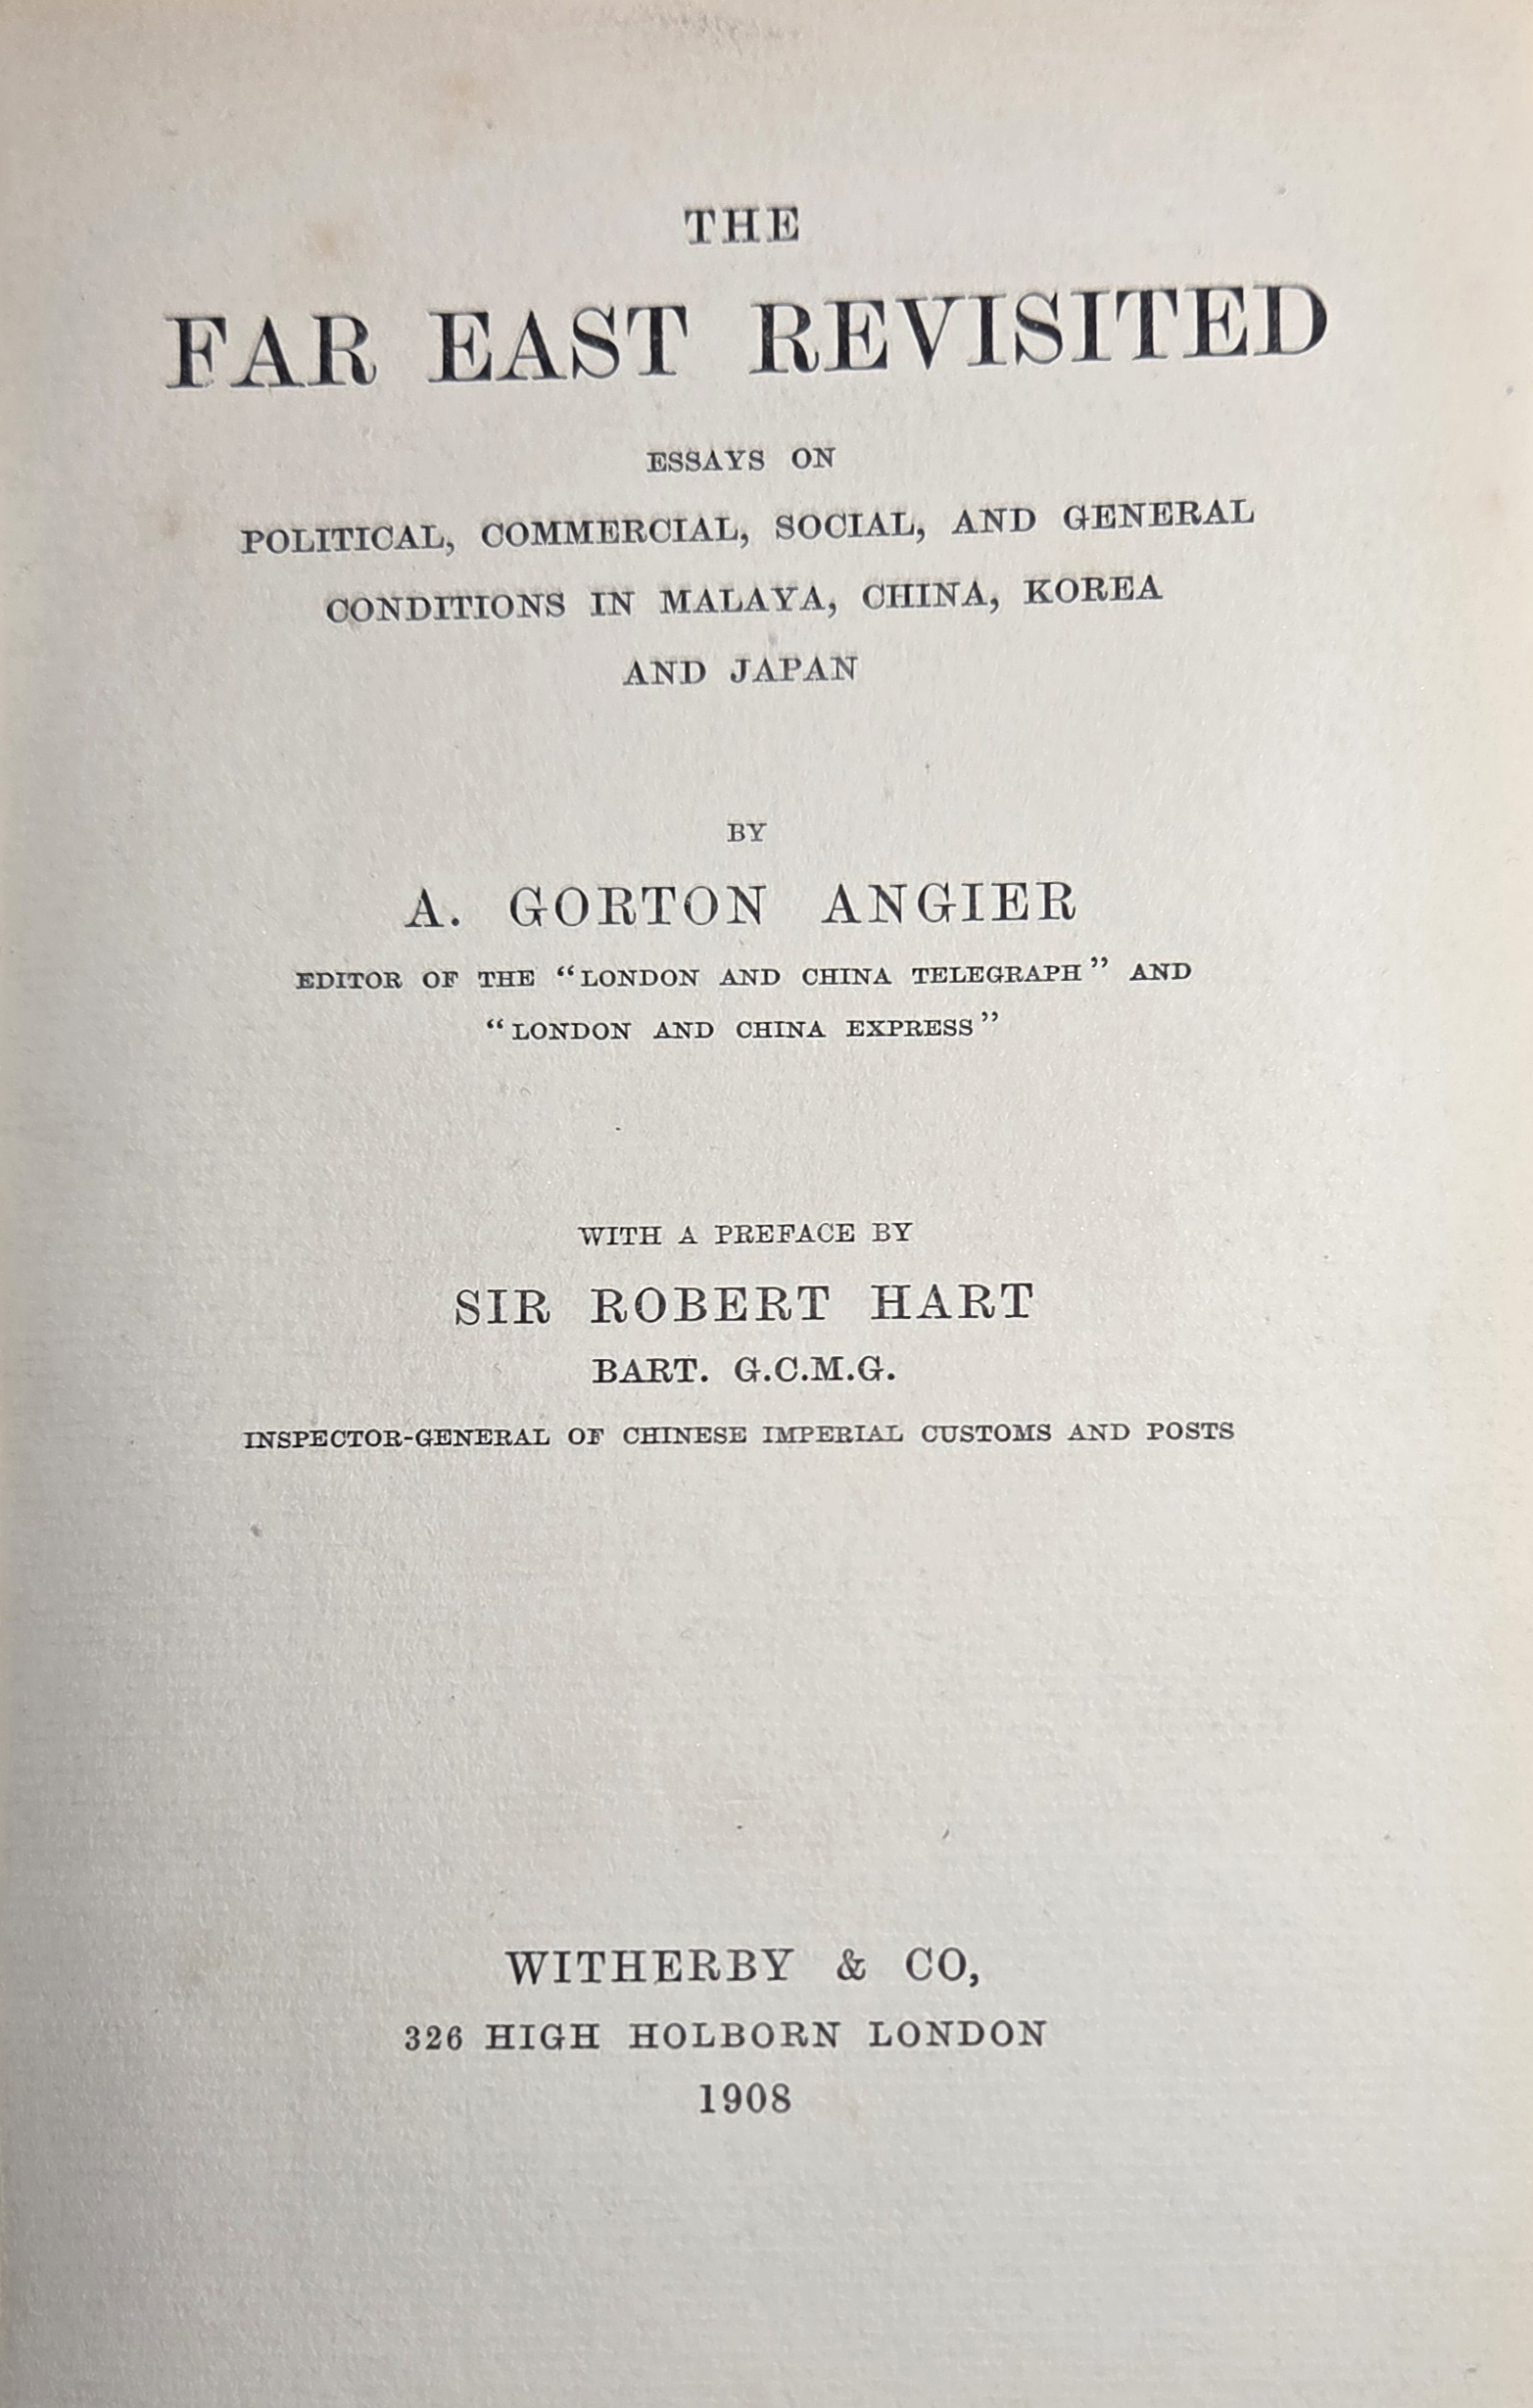 THE
FAR EAST REVISITED
ESSAYS ON
POLITICAL, COMMERCIAL, SOCIAL, AND GENERAL
CONDITIONS IN MALAYA, CHINA, KOREA
AND JAPAN
BY
A. GORTON ANGIER
EDITOR OF THE “LONDON AND CHINA TELEGRAPH” AND
“LONDON AND CHINA EXPRESS”
WITH A PREFACE BY
SIR ROBERT HART
BART. G.C.M.G.
INSPECTOR-GENERAL OF CHINESE IMPERIAL CUSTOMS AND POSTS
WITHERBY & CO,
326 HIGH HOLBORN LONDON
1908